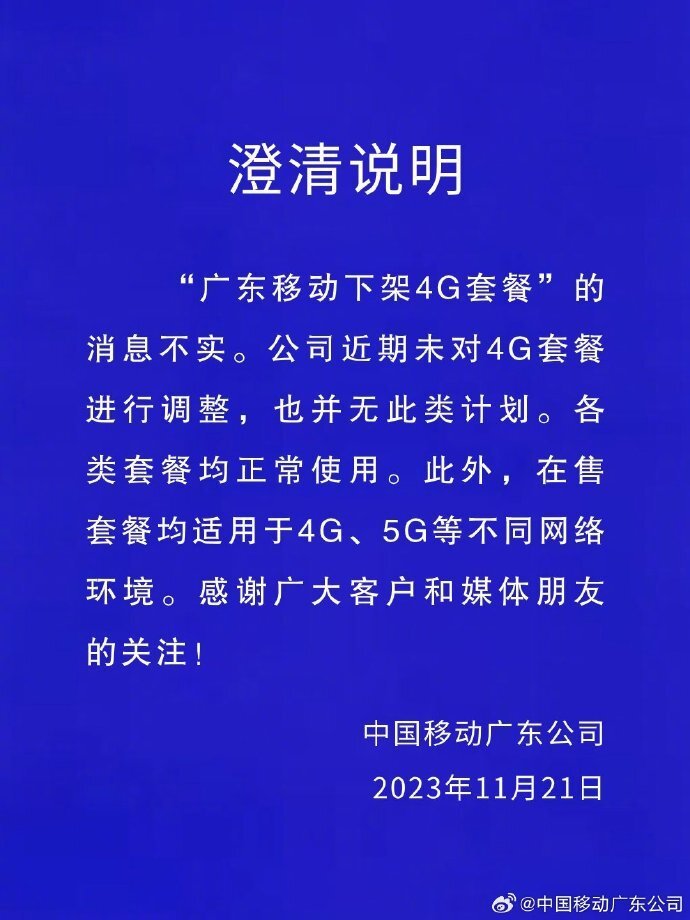 澄清说明
“广东移动下架4G套餐”的
消息不实。公司近期未对4G套餐
进行调整，也并无此类计划。各
类套餐均正常使用。此外，在售
套餐均适用于4G、5G等不同网络
环境。感谢广大客户和媒体朋友
的关注！
中国移动广东公司
2023年11月21日
@中国移动广东公司